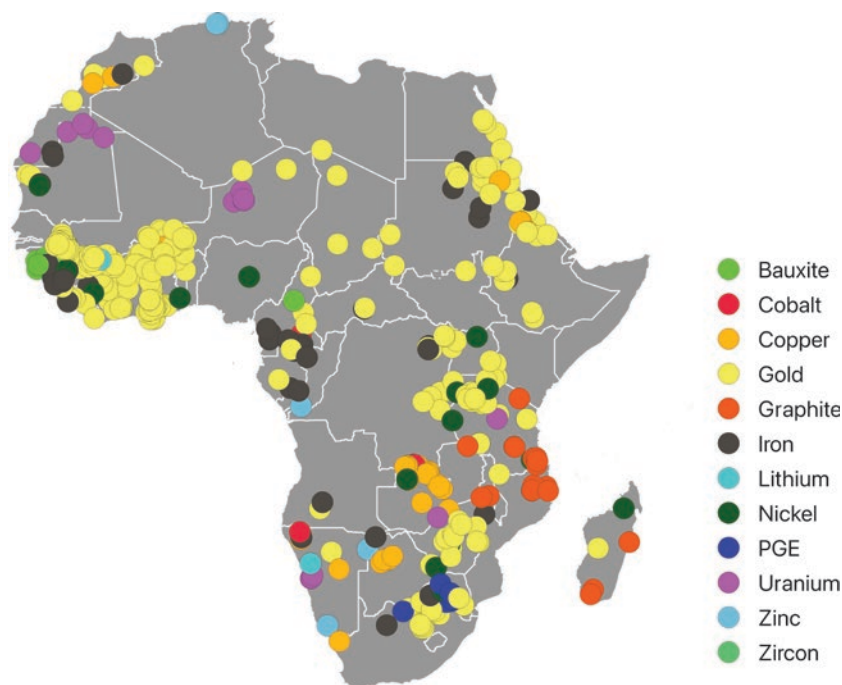 Bauxite
Cobalt
Copper
Gold
Graphite
Iron
Lithium
Nickel
PGE
Uranium
Zinc
Zircon